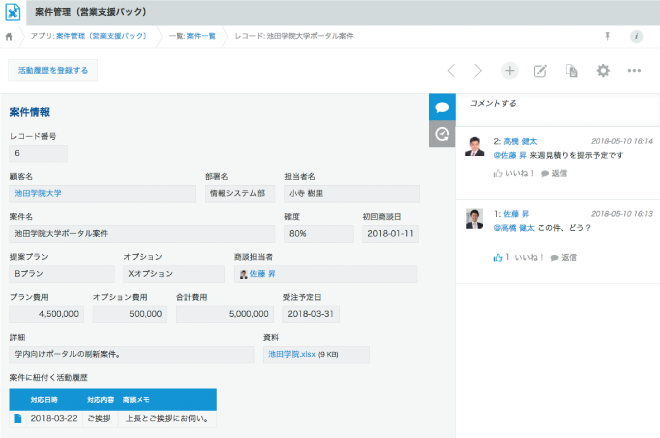 案件管理（営業支援パック）
アプリ: 案件管理（営業支援パック） 一覧: 案件一覧 レコード: 池田学院大学ポータル案件
活動履歴を登録する
案件情報
レコード番号
6
顧客名 部署名 担当者名
池田学院大学 情報システム部 小寺 樹里
案件名 確度 初回商談日
池田学院大学ポータル案件 80% 2018-01-11
提案プラン オプション 商談担当者
Bプラン Xオプション 佐藤 昇
プラン費用 オプション費用 合計費用 受注予定日
4,500,000 500,000 5,000,000 2018-03-31
詳細 資料
学内向けポータルの刷新案件。 池田学院.xlsx (9 KB)
案件に紐付く活動履歴
対応日時 対応内容 商談メモ
2018-03-22 ご挨拶 上長とご挨拶にお伺い。
コメントする
2: 高橋 健太 2018-05-10 16:14
@佐藤 昇 来週見積りを提示予定です
いいね！ 返信
1: 佐藤 昇 2018-05-10 16:13
@高橋 健太 この件、どう？
1 いいね！ 返信